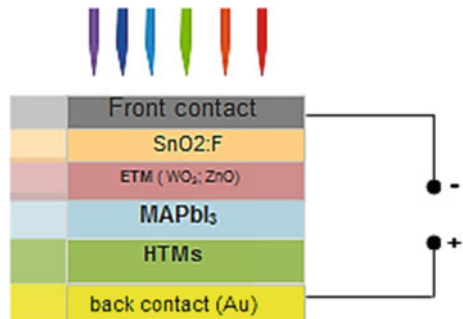 Front contact
SnO2:F
ETM ( WO₃; ZnO)
MAPbI₃
HTMs
back contact (Au)
-
+